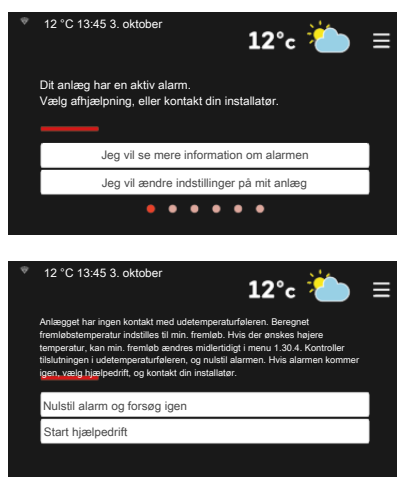 12 °C 13:45 3. oktober
12°c
Dit anlæg har en aktiv alarm.
Vælg afhjælpning, eller kontakt din installatør.
Jeg vil se mere information om alarmen
Jeg vil ændre indstillinger på mit anlæg
12 °C 13:45 3. oktober
12°c
Anlægget har ingen kontakt med udetemperaturføleren. Beregnet
fremløbstemperatur indstilles til min. fremløb. Hvis der ønskes højere
temperatur, kan min. fremløb ændres midlertidigt i menu 1.30.4. Kontroller
tilslutningen i udetemperaturføleren, og nulstil alarmen. Hvis alarmen kommer
igen, vælg hjælpedrift, og kontakt din installatør.
Nulstil alarm og forsøg igen
Start hjælpedrift